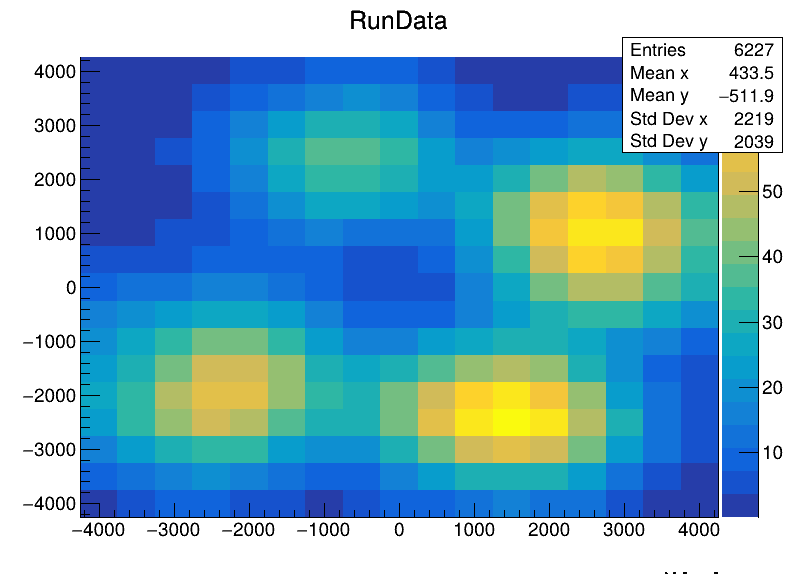 RunData
Entries 6227
Mean x 433.5
Mean y −511.9
Std Dev x 2219
Std Dev y 2039
4000
3000
2000
1000
0
−1000
−2000
−3000
−4000
−4000 −3000 −2000 −1000 0 1000 2000 3000 4000
50
40
30
20
10